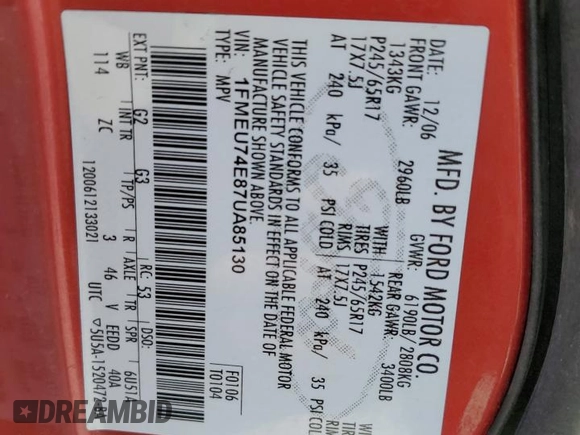 MFD. BY FORD MOTOR CO.
DATE: 12/06 GVWR: 6190LB/2808KG
FRONT GAWR: 2960LB REAR GAWR: 3400LB
1343KG WITH 1542KG
P245/65R17 TIRES P245/65R17
17X7.5J RIMS 17X7.5J
AT 240 kPa/ 35 PSI COLD AT 240 kPa/ 35 PSI COLD
THIS VEHICLE CONFORMS TO ALL APPLICABLE FEDERAL MOTOR
VEHICLE SAFETY STANDARDS IN EFFECT ON THE DATE OF
MANUFACTURE SHOWN ABOVE.
1FMEU74E87UA85130
TYPE: MPV
F0106
T0104
EXT PNT: G2 G3 RC: 53 DSO:
WB INT TR TP/PS R AXLE TR SPR
114 ZC 3 46 V EEDD 40A
1200612133021 UTC
DREAMBID